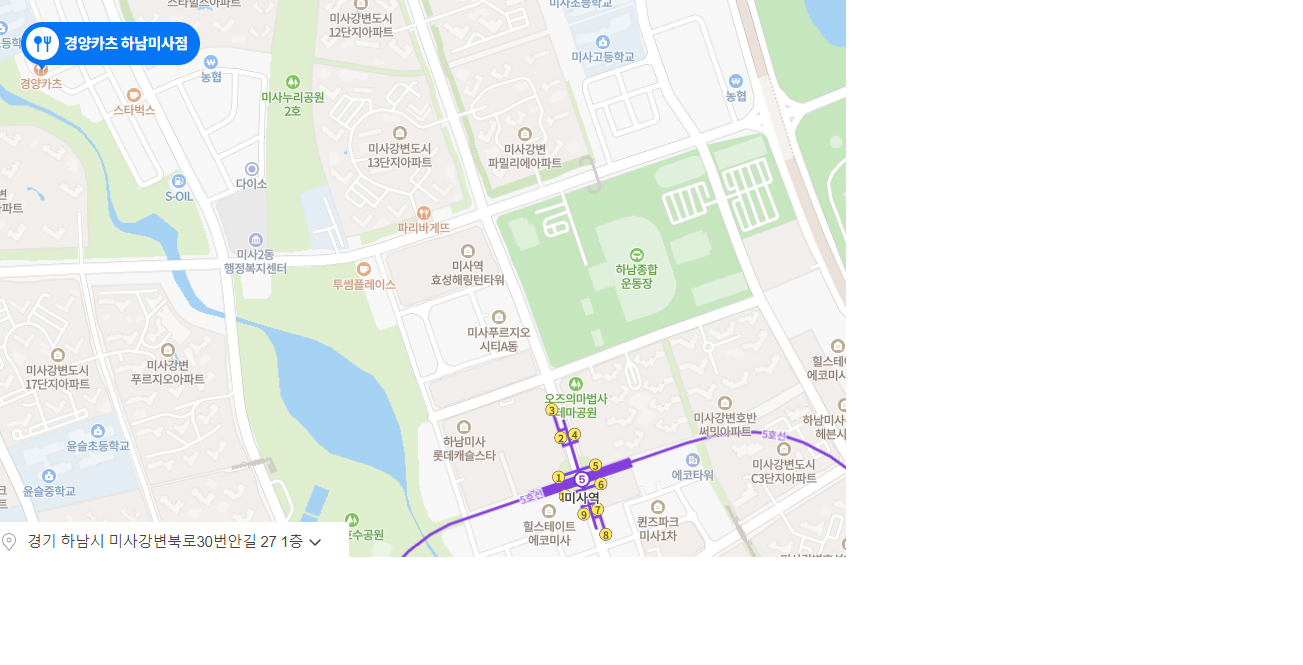 스타힐스아파트
미사강변도시
12단지아파트
미사초등학교
경양카츠 하남미사점
경양카츠
농협
스타벅스
미사누리공원
2호
미사고등학교
농협
미사강변도시
13단지아파트
미사강변
파밀리에아파트
다이소
S-OIL
파리바게뜨
미사2동
행정복지센터
투썸플레이스
미사역
효성해링턴타워
하남종합
운동장
미사푸르지오
시티A동
미사강변도시
17단지아파트
미사강변
푸르지오아파트
힐스테이
에코미사
오즈의마법사
테마공원
3
2
4
1
5
5
6
7
9
8
미사역
5호선
5호선
하남미사
롯데캐슬스타
미사강변호반
써밋아파트
하남미사
헤븐시
에코타워
미사강변도시
C3단지아파트
윤슬초등학교
윤슬중학교
힐스테이트
에코미사
퀸즈파크
미사1차
호수공원
경기 하남시 미사강변북로30번안길 27 1층